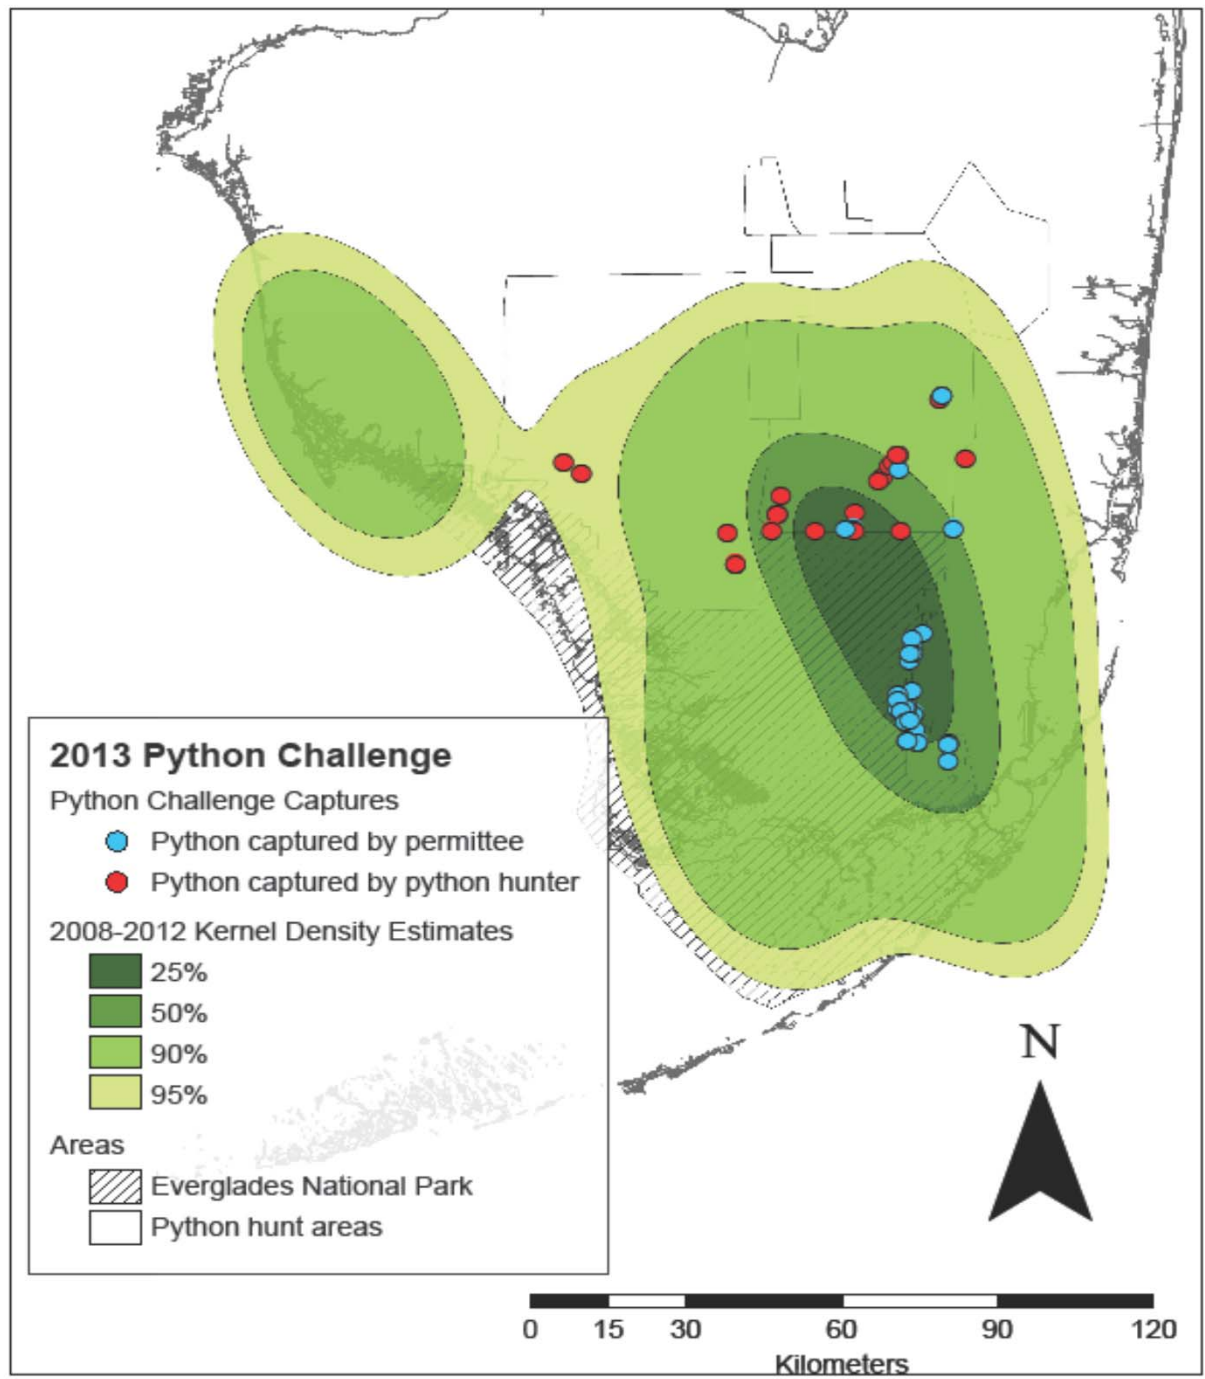 2013 Python Challenge
Python Challenge Captures
Python captured by permittee
Python captured by python hunter
2008-2012 Kernel Density Estimates
25%
50%
90%
95%
Areas
Everglades National Park
Python hunt areas
N
0 15 30 60 90 120
Kilometers